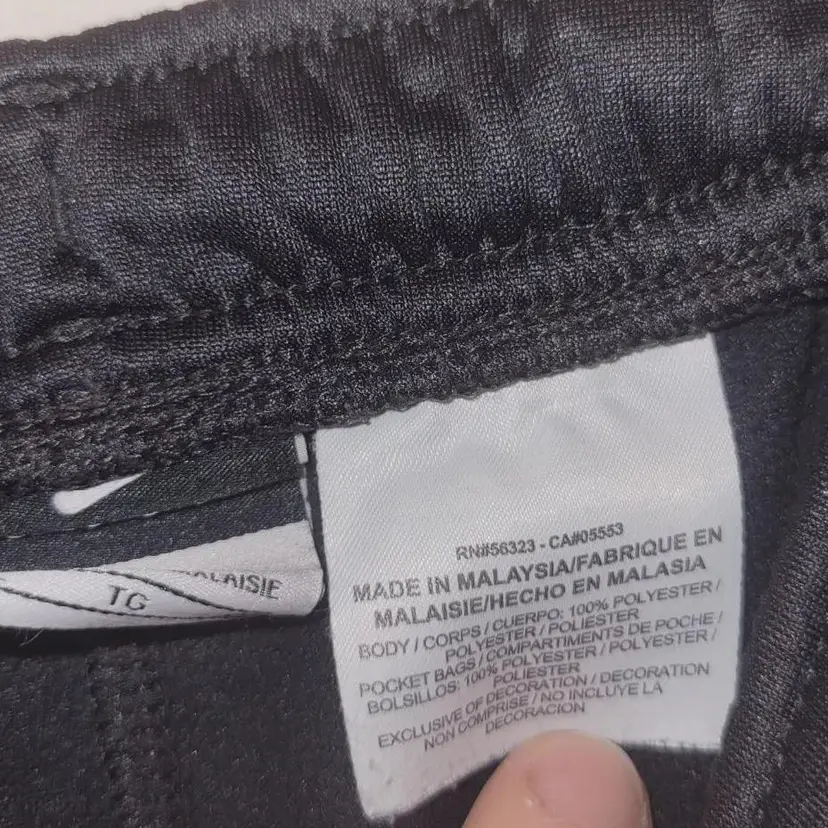 RN#56323 - CA#05553
MADE IN MALAYSIA/FABRIQUE EN
MALAISIE/HECHO EN MALASIA
BODY / CORPS / CUERPO: 100% POLYESTER /
POLYESTER / POLIESTER
POCKET BAGS / COMPARTIMENTS DE POCHE /
BOLSILLOS: 100% POLYESTER / POLYESTER /
POLIESTER
EXCLUSIVE OF DECORATION / DECORATION
NON COMPRISE / NO INCLUYE LA
DECORACION
TG